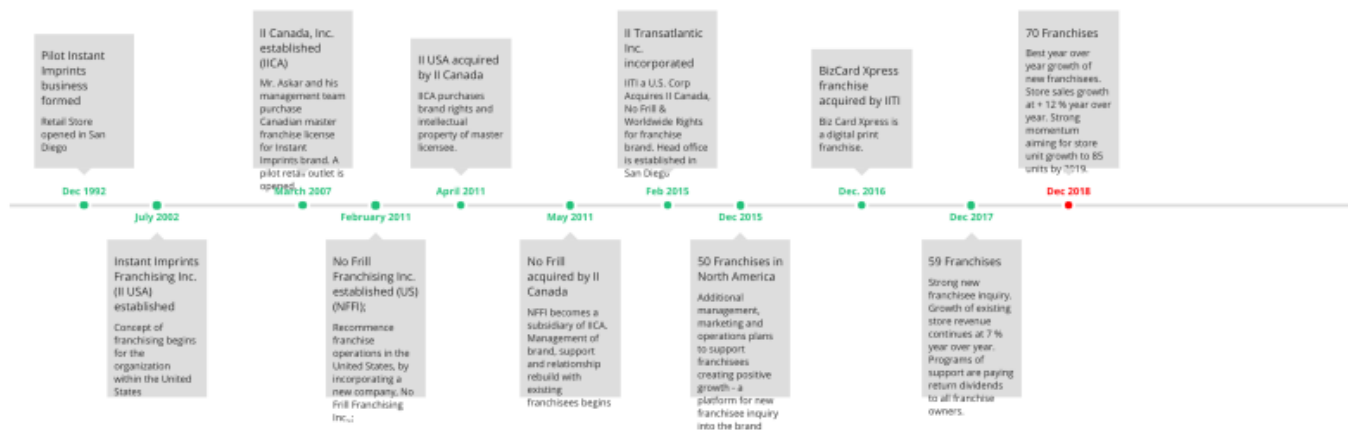 Pilot Instant
Imprints
business
formed
Retail Store
opened in San
Diego
Dec 1992
II Canada, Inc.
established
(IICA)
Mr. Askar and his
management team
purchase
Canadian master
franchise license
for Instant
Imprints brand. A
pilot retail outlet is
opened.
March 2007
II USA acquired
by II Canada
IICA purchases
brand rights and
intellectual
property of master
licensee.
April 2011
II Transatlantic
Inc.
incorporated
IITI a U.S. Corp
Acquires II Canada,
No Frill &
Worldwide Rights
for franchise
brand. Head office
is established in
San Diego
Feb 2015
BizCard Xpress
franchise
acquired by IITI
Biz Card Xpress is
a digital print
franchise.
Dec. 2016
70 Franchises
Best year over
year growth of
new franchisees.
Store sales growth
at + 12 % year over
year. Strong
momentum
aiming for store
unit growth to 85
units by 2019.
Dec 2018
July 2002
Instant Imprints
Franchising Inc.
(II USA)
established
Concept of
franchising begins
for the
organization
within the United
States
February 2011
No Frill
Franchising Inc.
established (US)
(NFFI);
Recommence
franchise
operations in the
United States, by
incorporating a
new company, No
Frill Franchising
Inc.,;
May 2011
No Frill
acquired by II
Canada
NFFI becomes a
subsidiary of IICA.
Management of
brand, support
and relationship
rebuild with
existing
franchisees begins
Dec 2015
50 Franchises in
North America
Additional
management,
marketing and
operations plans
to support
franchisees
creating positive
growth - a
platform for new
franchisee inquiry
into the brand
Dec 2017
59 Franchises
Strong new
franchisee inquiry.
Growth of existing
store revenue
continues at 7 %
year over year.
Programs of
support are paying
return dividends
to all franchise
owners.